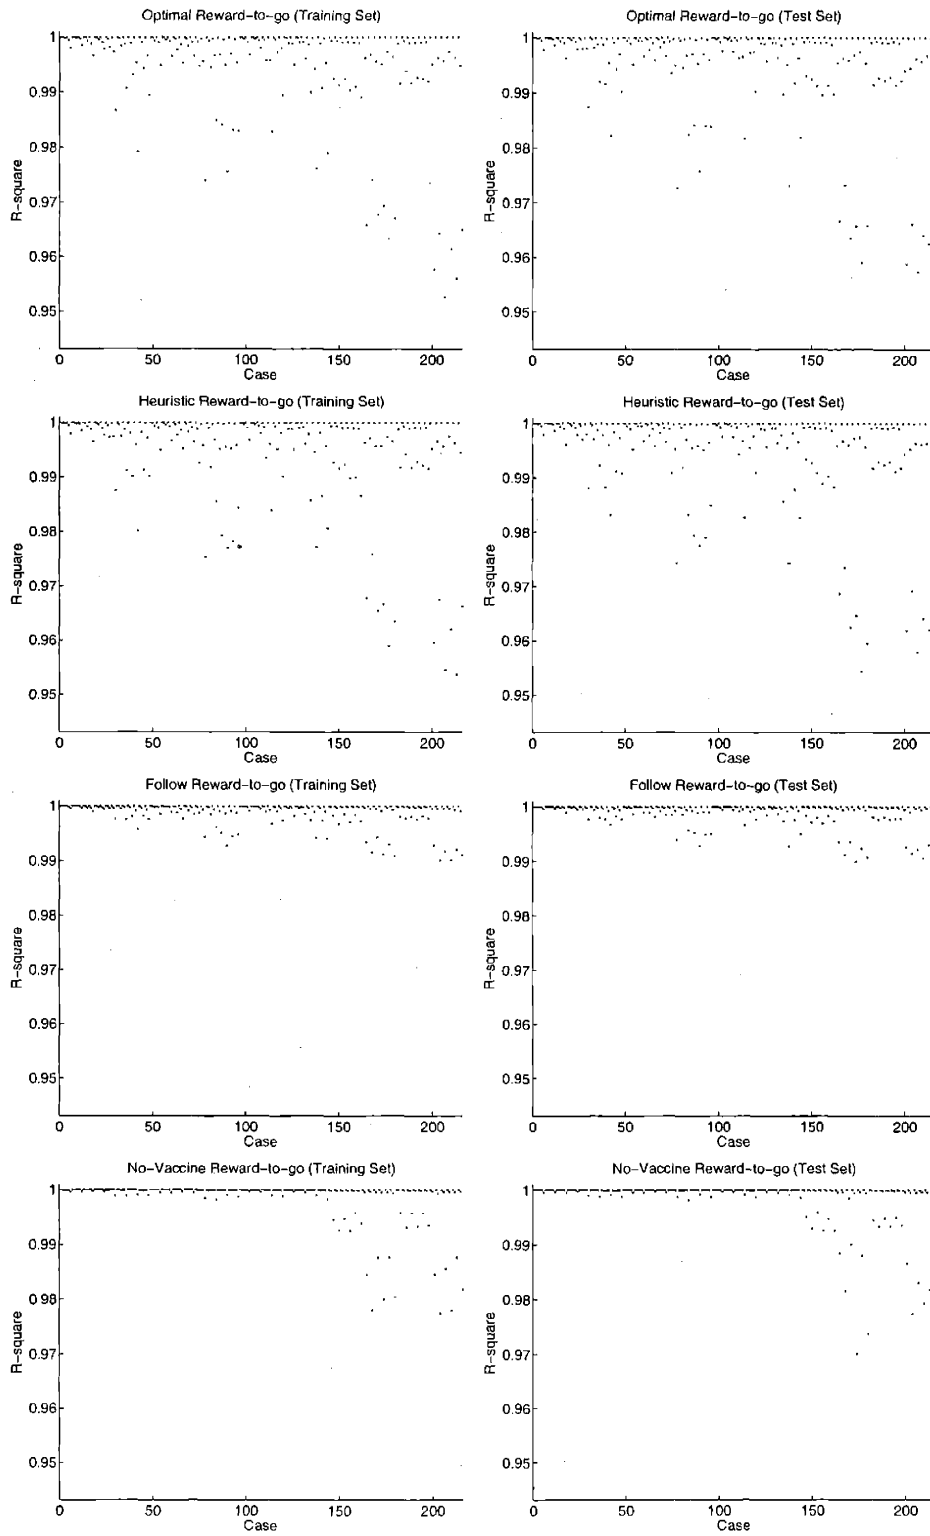 Optimal Reward-to-go (Training Set)
1
0.99
0.98
0.97
0.96
0.95
R-square
0 50 100 150 200
Case
Optimal Reward-to-go (Test Set)
1
0.99
0.98
0.97
0.96
0.95
R-square
0 50 100 150 200
Case
Heuristic Reward-to-go (Training Set)
1
0.99
0.98
0.97
0.96
0.95
R-square
0 50 100 150 200
Case
Heuristic Reward-to-go (Test Set)
1
0.99
0.98
0.97
0.96
0.95
R-square
0 50 100 150 200
Case
Follow Reward-to-go (Training Set)
1
0.99
0.98
0.97
0.96
0.95
R-square
0 50 100 150 200
Case
Follow Reward-to-go (Test Set)
1
0.99
0.98
0.97
0.96
0.95
R-square
0 50 100 150 200
Case
No-Vaccine Reward-to-go (Training Set)
1
0.99
0.98
0.97
0.96
0.95
R-square
0 50 100 150 200
Case
No-Vaccine Reward-to-go (Test Set)
1
0.99
0.98
0.97
0.96
0.95
R-square
0 50 100 150 200
Case